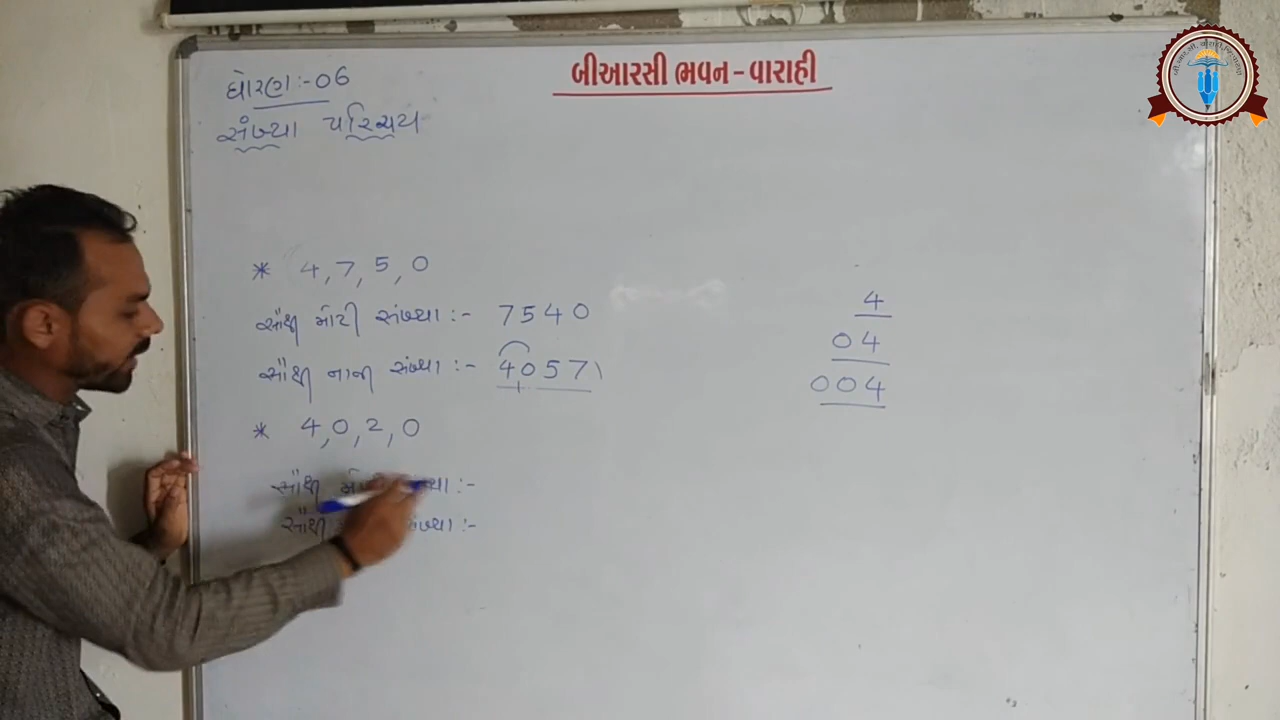 બીઆરસી ભવન - વારાહી
ધોરણ :- 06
સંખ્યા પરિચય
* 4, 7, 5, 0
સૌથી મોટી સંખ્યા :- 7540
સૌથી નાની સંખ્યા :- 4057
* 4, 0, 2, 0
સૌથી સંખ્યા :-
સૌથી સંખ્યા :-
4
04
004